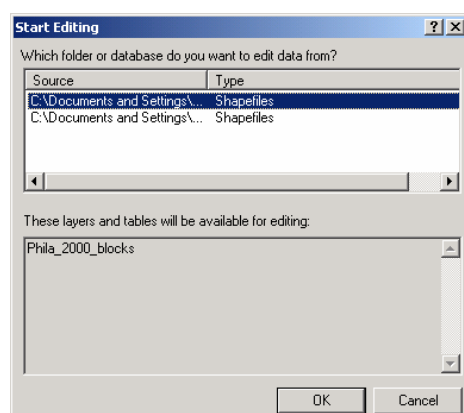 Start Editing
Which folder or database do you want to edit data from?
Source Type
C:\Documents and Settings\... Shapefiles
C:\Documents and Settings\... Shapefiles
These layers and tables will be available for editing:
Phila_2000_blocks
OK Cancel